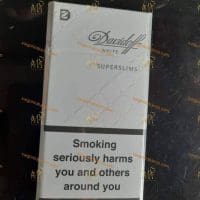 Davidoff
WHITE
SUPERSLIMS
Smoking
seriously harms
you and others
around you